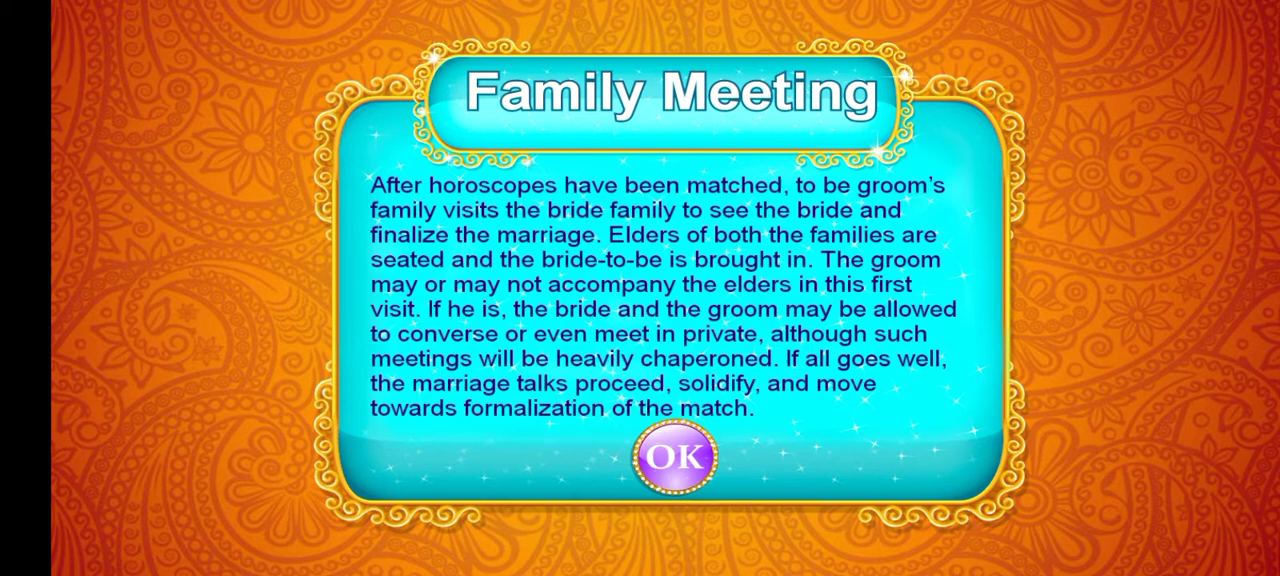 Family Meeting
After horoscopes have been matched, to be groom's
family visits the bride family to see the bride and
finalize the marriage. Elders of both the families are
seated and the bride-to-be is brought in. The groom
may or may not accompany the elders in this first
visit. If he is, the bride and the groom may be allowed
to converse or even meet in private, although such
meetings will be heavily chaperoned. If all goes well,
the marriage talks proceed, solidify, and move
towards formalization of the match.
OK